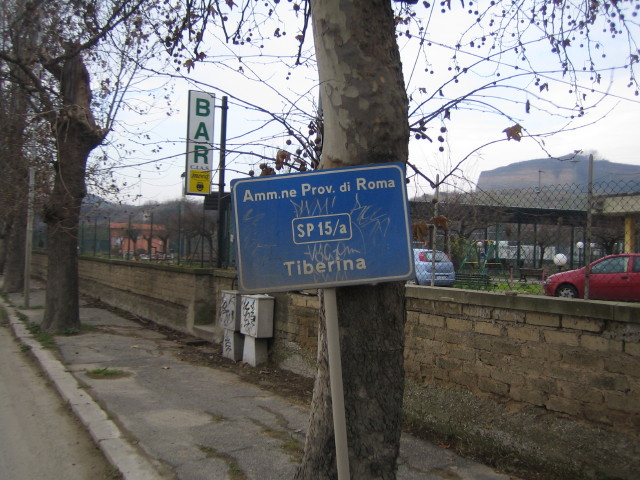 BAR
Amm.ne Prov. di Roma
SP 15/a
Tiberina